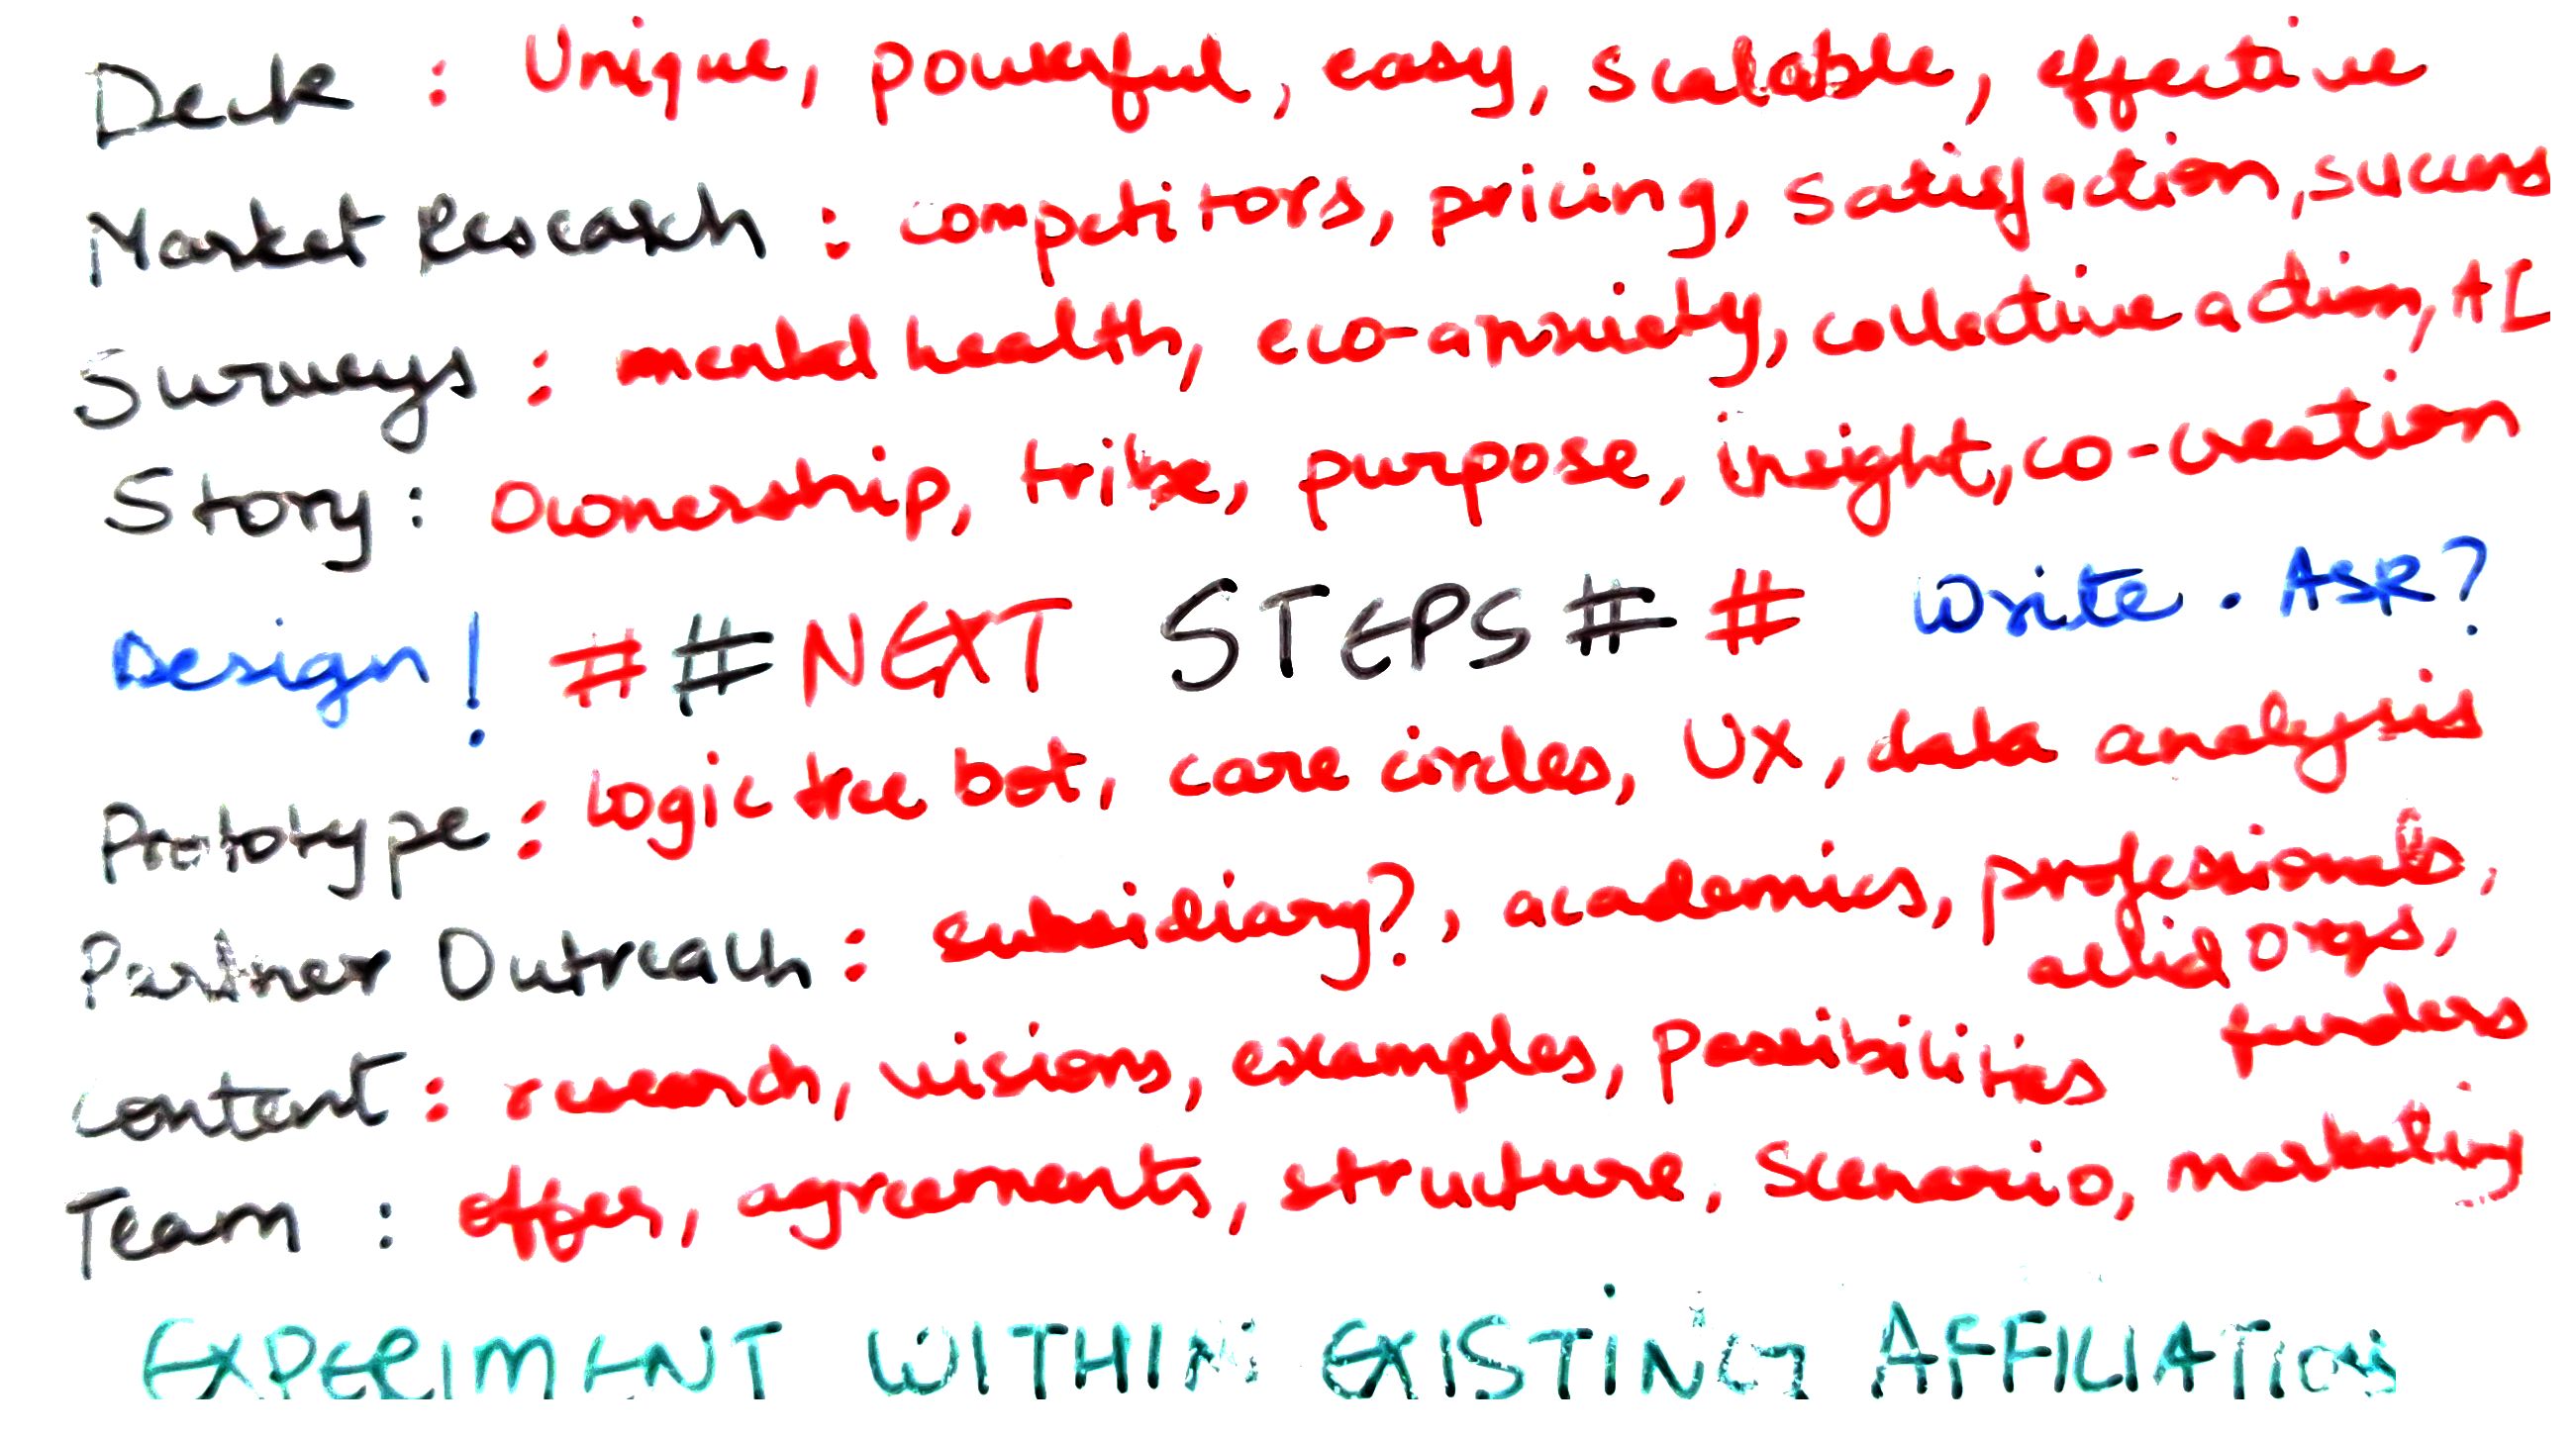 Deck : Unique, powerful, easy, scalable, effective
Market Research : competitors, pricing, satisfaction, success
Surveys : mental health, eco-anxiety, collective action, AI
Story : Ownership, tribe, purpose, insight, co-creation
Design! # # NEXT STEPS # # Write . ASK?
Prototype : Logic tree bot, care circles, UX, data analysis
Partner Outreach : subsidiary?, academics, professionals,
allied orgs,
funders
Content : research, visions, examples, possibilities
Team : offer, agreements, structure, Scenario, marketing
EXPERIMENT WITHIN EXISTING AFFILIATIONS